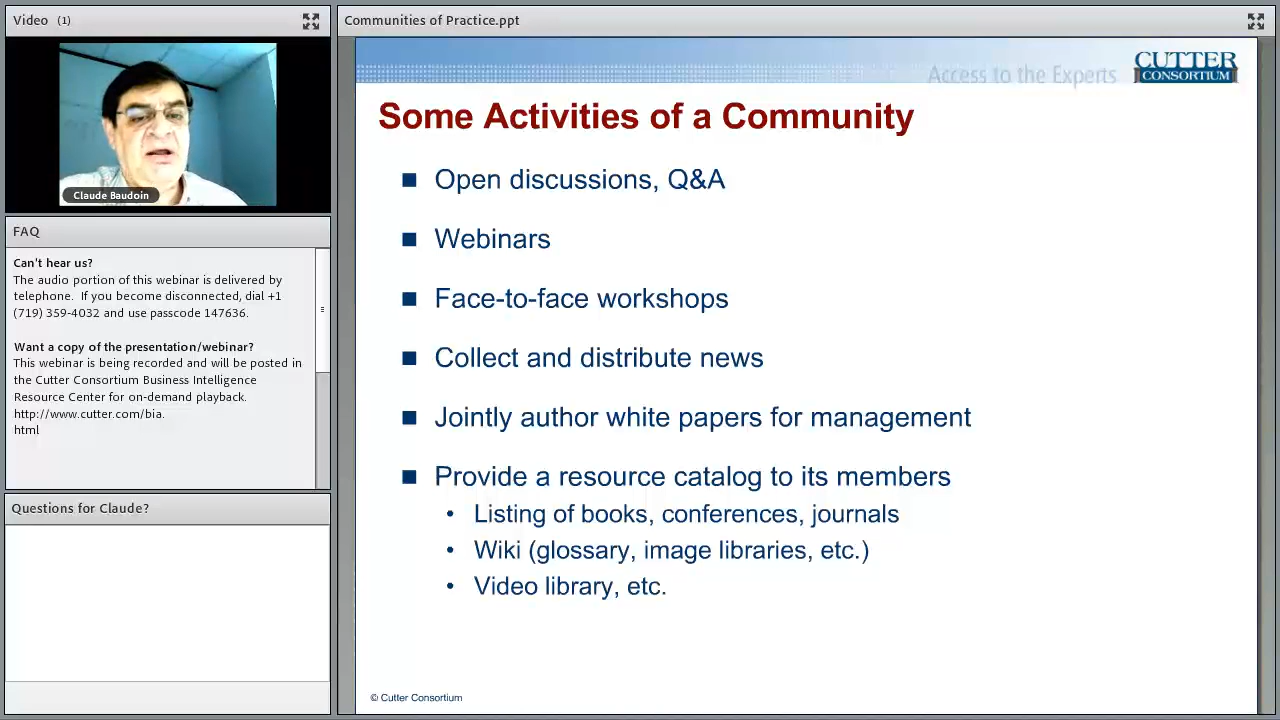 Video (1)
Claude Baudoin
FAQ
Can't hear us?
The audio portion of this webinar is delivered by
telephone. If you become disconnected, dial +1
(719) 359-4032 and use passcode 147636.
Want a copy of the presentation/webinar?
This webinar is being recorded and will be posted in
the Cutter Consortium Business Intelligence
Resource Center for on-demand playback.
http://www.cutter.com/bia.
html
Questions for Claude?
Communities of Practice.ppt
Access to the Experts
CUTTER
CONSORTIUM
Some Activities of a Community
■ Open discussions, Q&A
■ Webinars
■ Face-to-face workshops
■ Collect and distribute news
■ Jointly author white papers for management
■ Provide a resource catalog to its members
• Listing of books, conferences, journals
• Wiki (glossary, image libraries, etc.)
• Video library, etc.
© Cutter Consortium